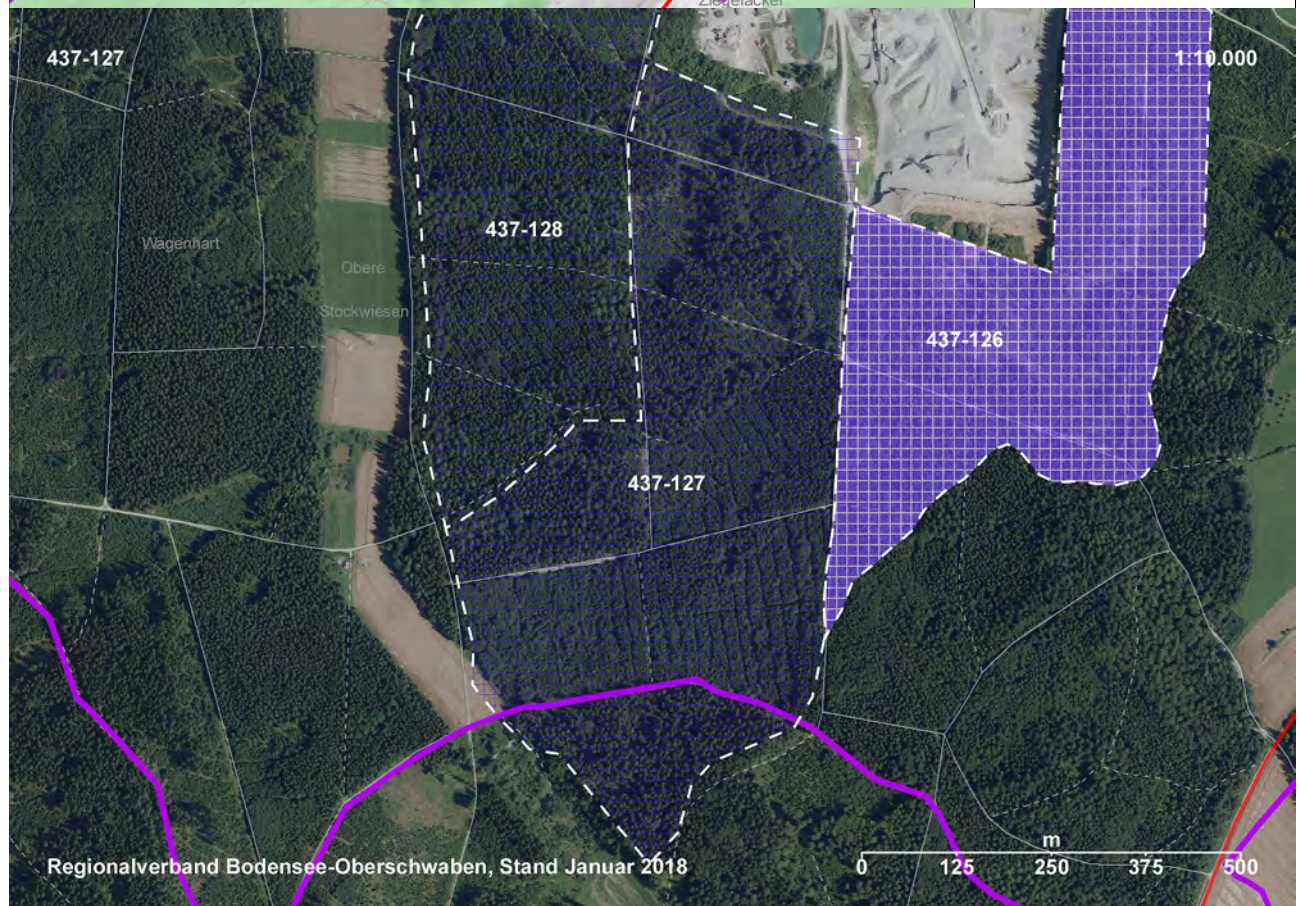 Ziegeläcker
437-127
1:10.000
437-128
Wagenhart
Obere
Stockwiesen
437-126
437-127
m
Regionalverband Bodensee-Oberschwaben, Stand Januar 2018
0 125 250 375 500